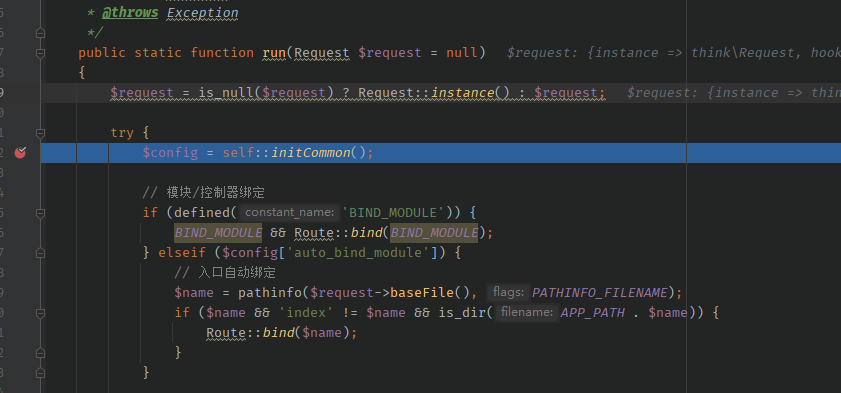 * @throws Exception
*/
public static function run(Request $request = null) $request: {instance => think\Request, hook
{
$request = is_null($request) ? Request::instance() : $request; $request: {instance => thin
try {
$config = self::initCommon();
// 模块/控制器绑定
if (defined( constant_name: 'BIND_MODULE')) {
BIND_MODULE && Route::bind(BIND_MODULE);
} elseif ($config['auto_bind_module']) {
// 入口自动绑定
$name = pathinfo($request->baseFile(), flags: PATHINFO_FILENAME);
if ($name && 'index' != $name && is_dir( filename: APP_PATH . $name)) {
Route::bind($name);
}
}